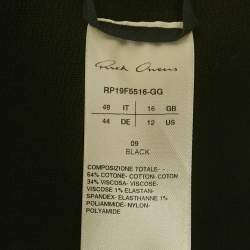 Rick Owens
RP19F5516-GG
48 IT 16 GB
44 DE 12 US
09
BLACK
COMPOSIZIONE TOTALE- -
64% COTONE- COTTON- COTTON
34% VISCOSA- VISCOSE-
VISCOSE 1% ELASTAN-
SPANDEX- ELASTHANNE 1%
POLIAMMIDE- NYLON-
POLYAMIDE